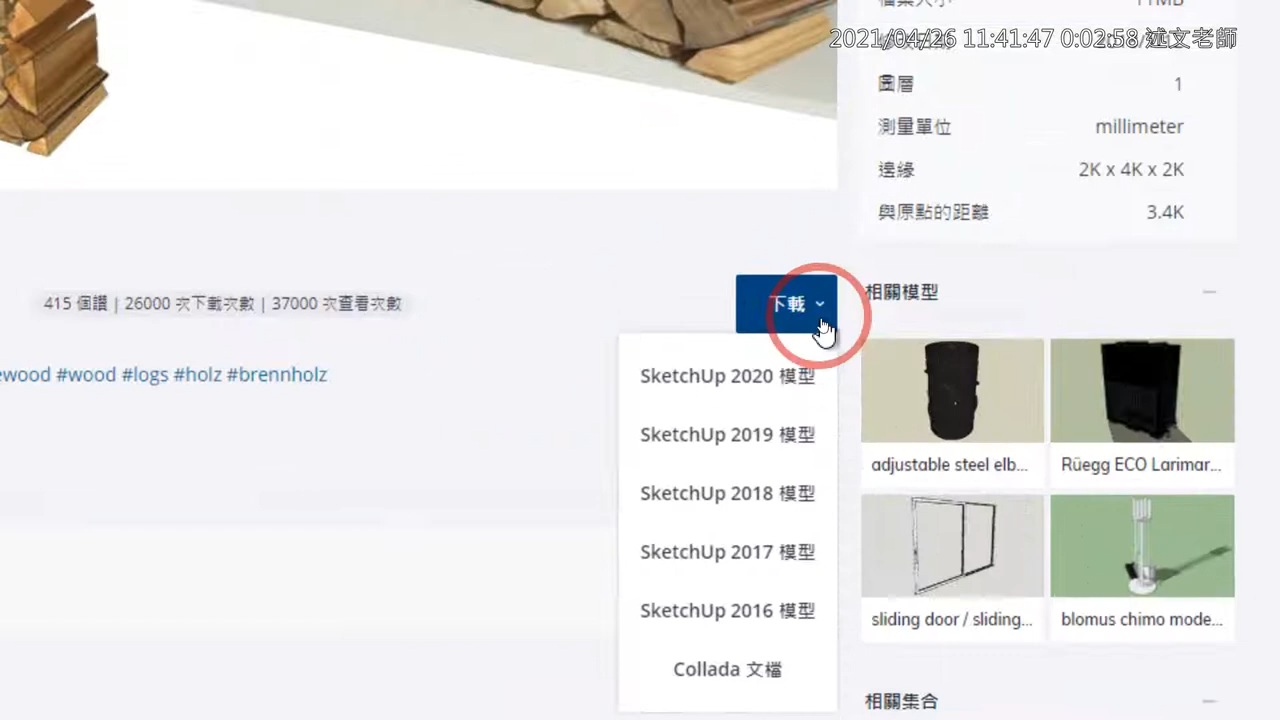 2021/04/26 11:41:47 0:02:58 述文老師
圖層 1
測量單位 millimeter
邊緣 2K x 4K x 2K
與原點的距離 3.4K
415 個讚 | 26000 次下載次數 | 37000 次查看次數
下載
ewood #wood #logs #holz #brennholz
SketchUp 2020 模型
SketchUp 2019 模型
SketchUp 2018 模型
SketchUp 2017 模型
SketchUp 2016 模型
Collada 文檔
相關模型
adjustable steel elb...
Rüegg ECO Larimar...
sliding door / sliding...
blomus chimo mode...
相關集合